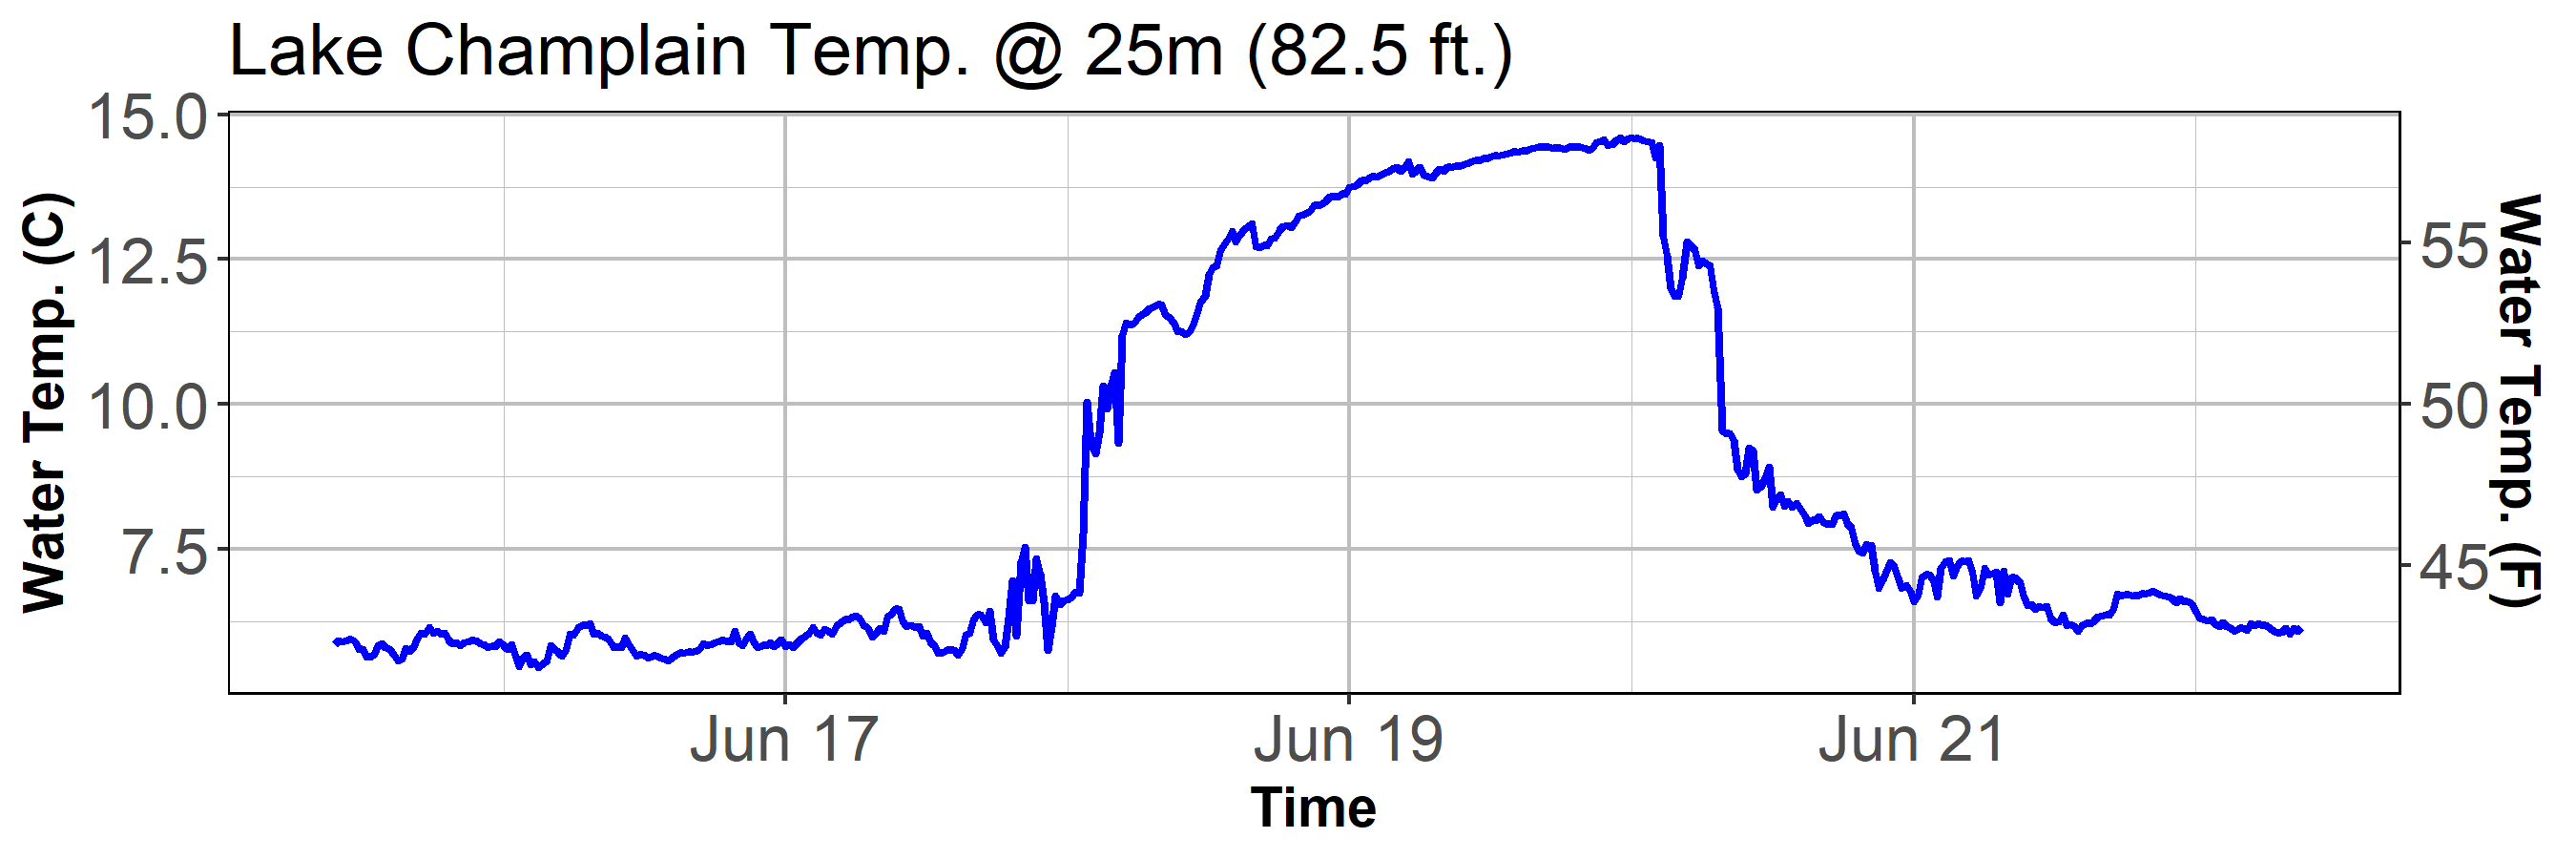 Lake Champlain Temp. @ 25m (82.5 ft.)
Water Temp. (C)
15.0
12.5
10.0
7.5
55
50
45
Water Temp. (F)
Jun 17
Jun 19
Jun 21
Time